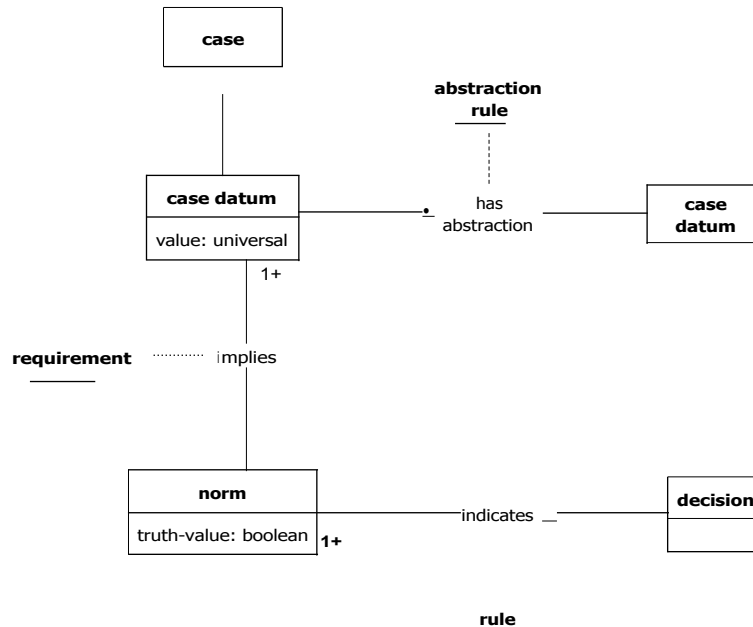 case
abstraction
rule
case datum
value: universal
has
abstraction
case
datum
1+
requirement
implies
norm
truth-value: boolean
1+
indicates
decision
rule